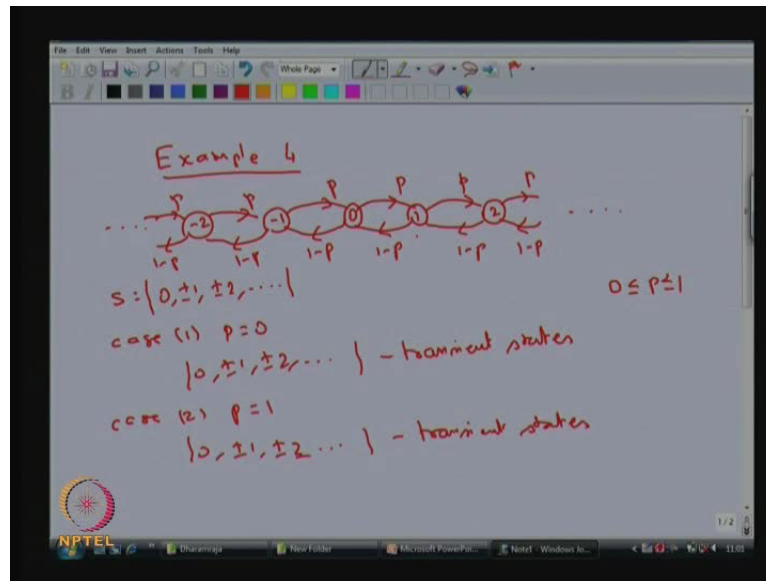 File Edit View Insert Actions Tools Help
Whole Page
B I
Example 4
p p p p p p
.... -2 -1 0 1 2 ....
1-p 1-p 1-p 1-p 1-p 1-p
S = { 0, ±1, ±2, .... }
0 ≤ p ≤ 1
case (1) p = 0
{ 0, ±1, ±2, ... } - transient states
case (2) p = 1
{ 0, ±1, ±2 ... } - transient states
1/2
NPTEL
Dharamraja New Folder Microsoft PowerPoi... Note1 - Windows Jo... 11:01